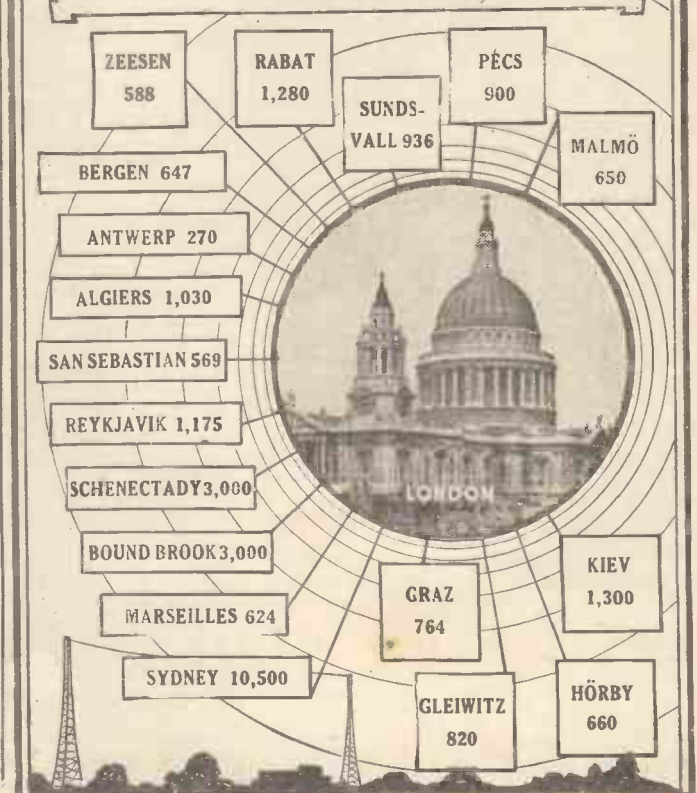 ZEESEN
588
RABAT
1,280
SUNDS-
VALL 936
PÉCS
900
MALMÖ
650
BERGEN 647
ANTWERP 270
ALGIERS 1,030
SAN SEBASTIAN 569
REYKJAVIK 1,175
SCHENECTADY 3,000
BOUND BROOK 3,000
MARSEILLES 624
SYDNEY 10,500
LONDON
GRAZ
764
GLEIWITZ
820
KIEV
1,300
HÖRBY
660